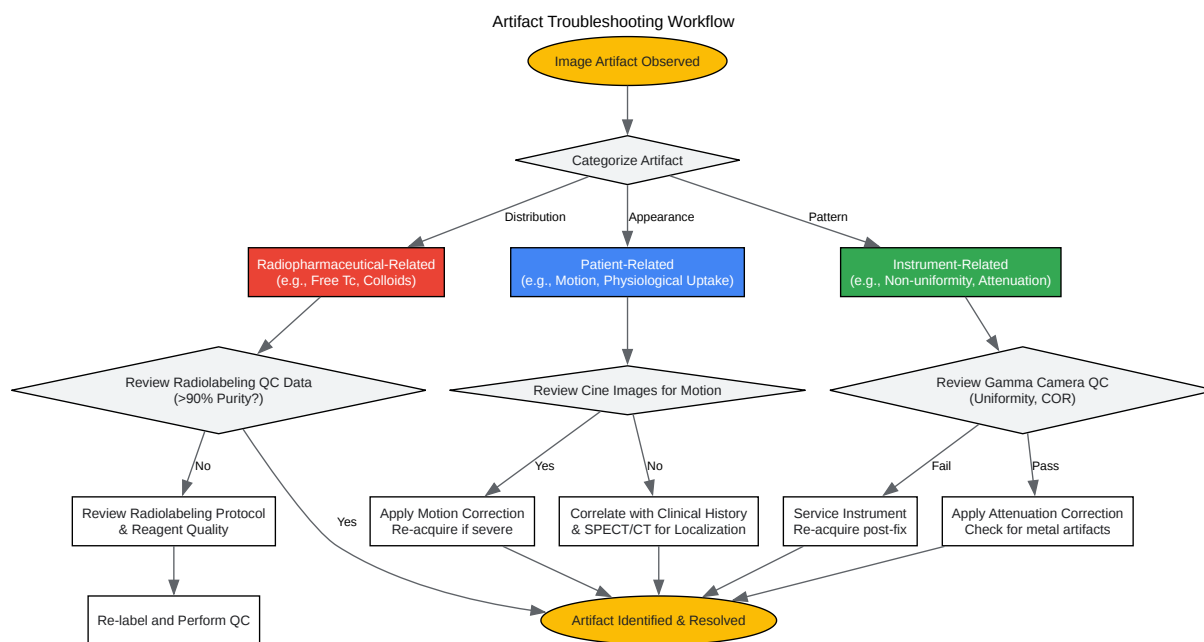 Artifact Troubleshooting Workflow
Image Artifact Observed
Categorize Artifact
Distribution
Appearance
Pattern
Radiopharmaceutical-Related
(e.g., Free Tc, Colloids)
Patient-Related
(e.g., Motion, Physiological Uptake)
Instrument-Related
(e.g., Non-uniformity, Attenuation)
Review Radiolabeling QC Data
(>90% Purity?)
Review Cine Images for Motion
Review Gamma Camera QC
(Uniformity, COR)
No
Yes
No
Fail
Pass
Review Radiolabeling Protocol
& Reagent Quality
Yes
Apply Motion Correction
Re-acquire if severe
Correlate with Clinical History
& SPECT/CT for Localization
Service Instrument
Re-acquire post-fix
Apply Attenuation Correction
Check for metal artifacts
Re-label and Perform QC
Artifact Identified & Resolved